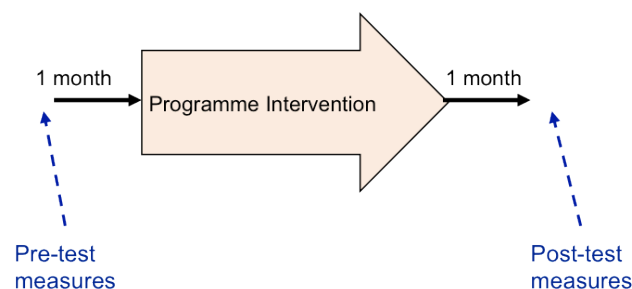 1 month
Programme Intervention
1 month
Pre-test
measures
Post-test
measures